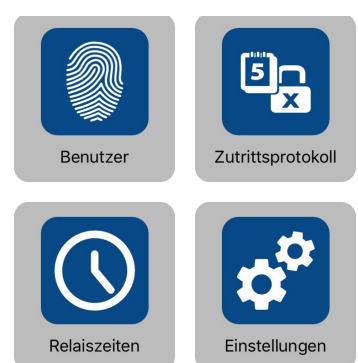 5
X
Benutzer
Zutrittsprotokoll
Relaiszeiten
Einstellungen